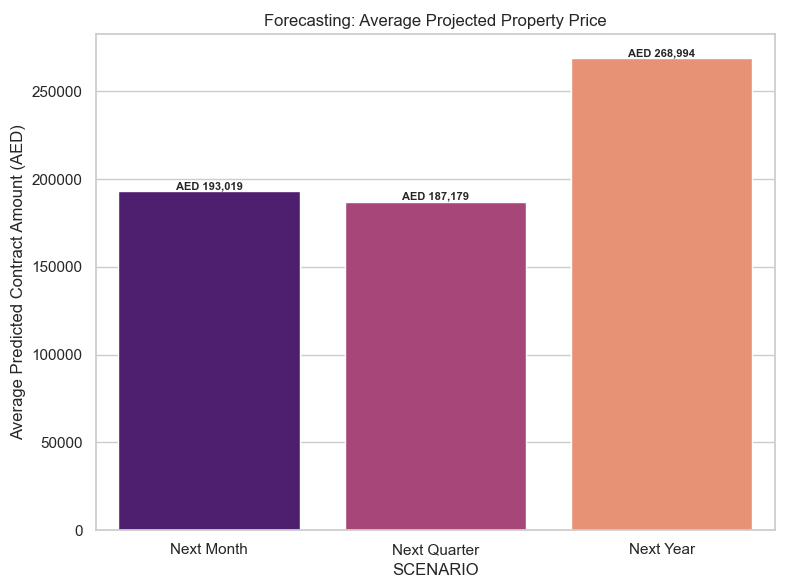 Forecasting: Average Projected Property Price
Average Predicted Contract Amount (AED)
250000
200000
150000
100000
50000
0
AED 193,019
AED 187,179
AED 268,994
Next Month
Next Quarter
Next Year
SCENARIO